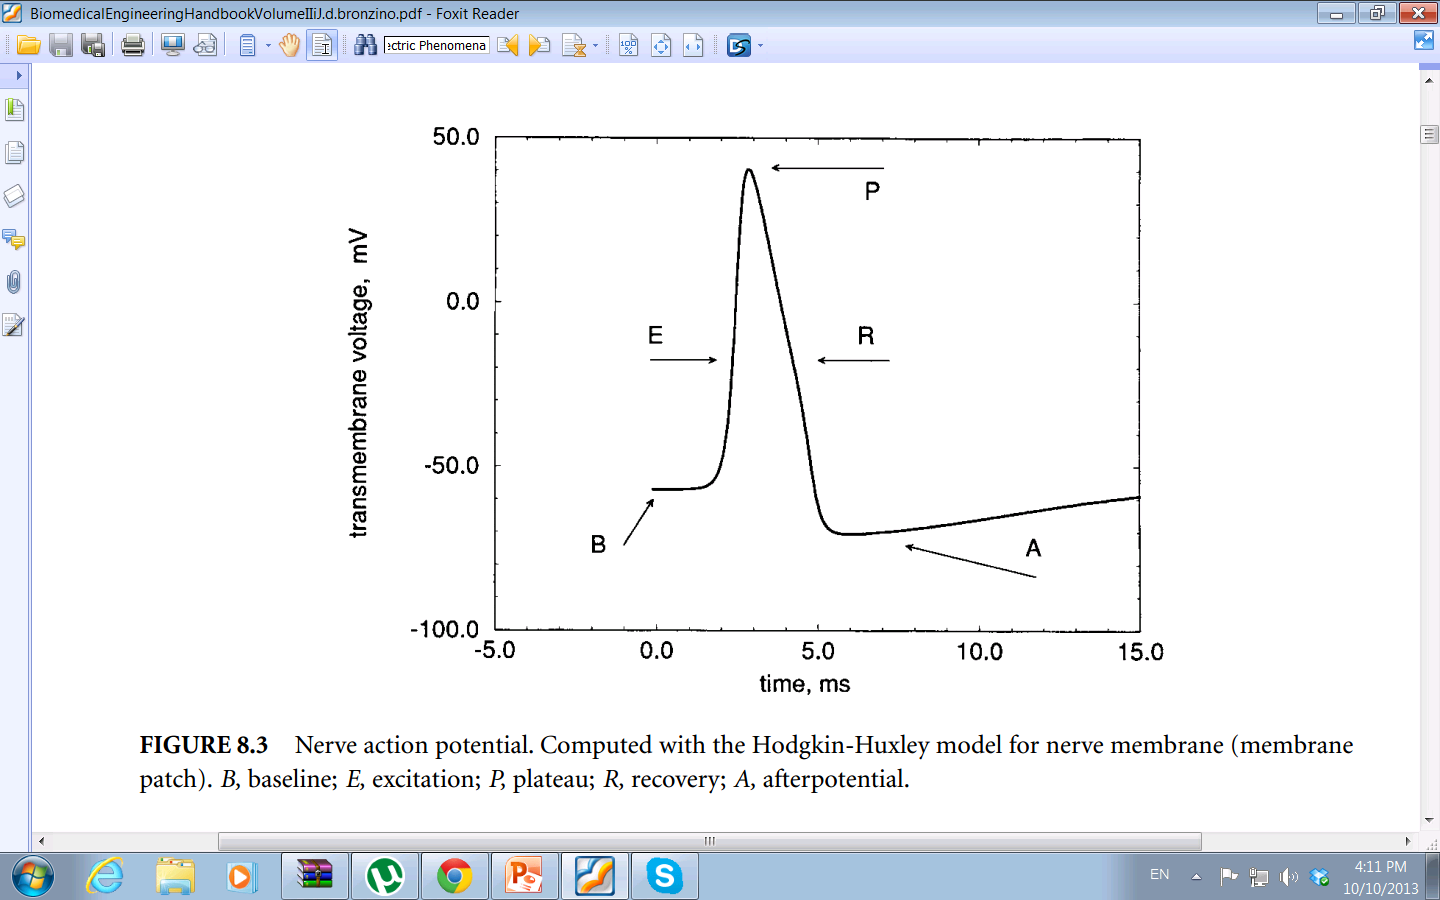 BiomedicalEngineeringHandbookVolumeIIiJ.d.bronzino.pdf - Foxit Reader
ectric Phenomena
100
%
50.0
P
transmembrane voltage, mV
0.0
E
R
-50.0
B
A
-100.0
-5.0 0.0 5.0 10.0 15.0
time, ms
FIGURE 8.3 Nerve action potential. Computed with the Hodgkin-Huxley model for nerve membrane (membrane
patch). B, baseline; E, excitation; P, plateau; R, recovery; A, afterpotential.
EN
4:11 PM
10/10/2013